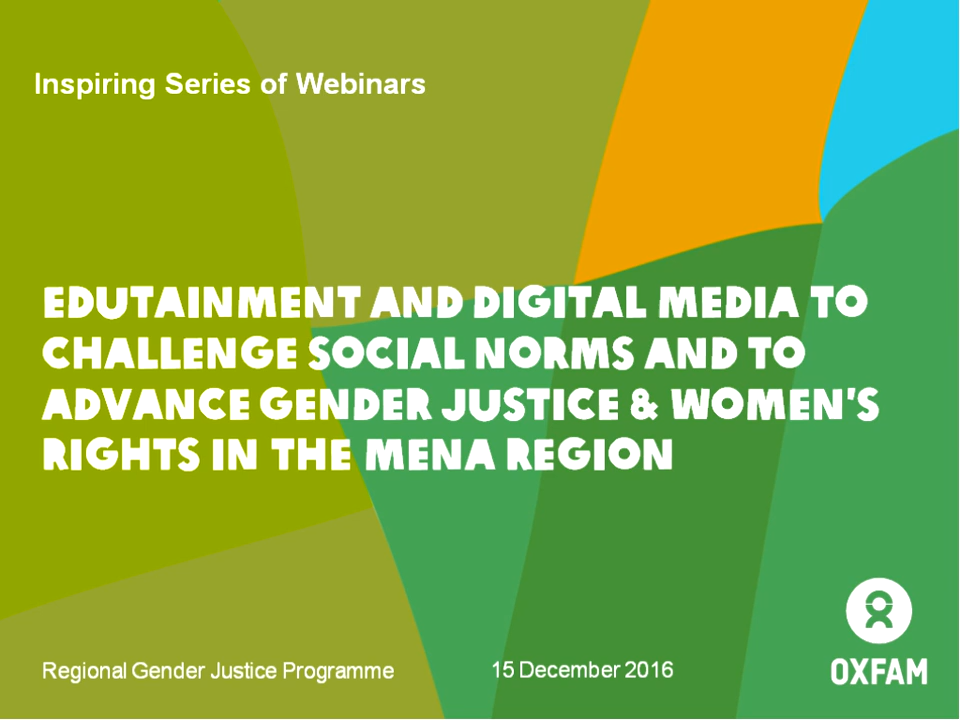 Inspiring Series of Webinars
EDUTAINMENT AND DIGITAL MEDIA TO
CHALLENGE SOCIAL NORMS AND TO
ADVANCE GENDER JUSTICE & WOMEN'S
RIGHTS IN THE MENA REGION
Regional Gender Justice Programme
15 December 2016
OXFAM